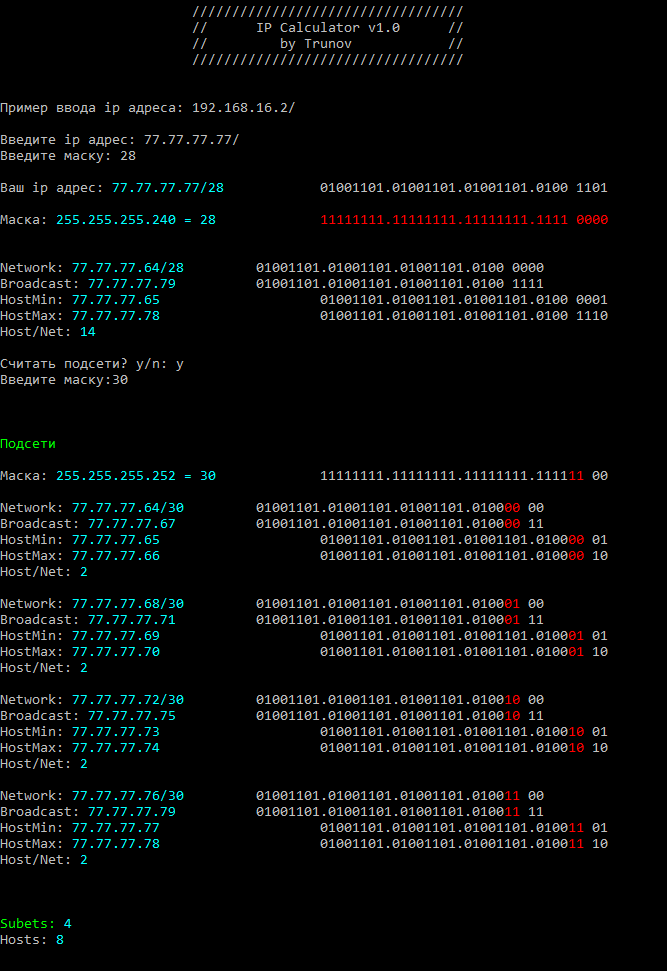 //////////////////////////////////
// IP Calculator v1.0 //
// by Trunov //
//////////////////////////////////
Пример ввода ip адреса: 192.168.16.2/
Введите ip адрес: 77.77.77.77/
Введите маску: 28
Ваш ip адрес: 77.77.77.77/28 01001101.01001101.01001101.0100 1101
Маска: 255.255.255.240 = 28 11111111.11111111.11111111.1111 0000
Network: 77.77.77.64/28 01001101.01001101.01001101.0100 0000
Broadcast: 77.77.77.79 01001101.01001101.01001101.0100 1111
HostMin: 77.77.77.65 01001101.01001101.01001101.0100 0001
HostMax: 77.77.77.78 01001101.01001101.01001101.0100 1110
Host/Net: 14
Считать подсети? y/n: y
Введите маску:30
Подсети
Маска: 255.255.255.252 = 30 11111111.11111111.11111111.111111 00
Network: 77.77.77.64/30 01001101.01001101.01001101.010000 00
Broadcast: 77.77.77.67 01001101.01001101.01001101.010000 11
HostMin: 77.77.77.65 01001101.01001101.01001101.010000 01
HostMax: 77.77.77.66 01001101.01001101.01001101.010000 10
Host/Net: 2
Network: 77.77.77.68/30 01001101.01001101.01001101.010001 00
Broadcast: 77.77.77.71 01001101.01001101.01001101.010001 11
HostMin: 77.77.77.69 01001101.01001101.01001101.010001 01
HostMax: 77.77.77.70 01001101.01001101.01001101.010001 10
Host/Net: 2
Network: 77.77.77.72/30 01001101.01001101.01001101.010010 00
Broadcast: 77.77.77.75 01001101.01001101.01001101.010010 11
HostMin: 77.77.77.73 01001101.01001101.01001101.010010 01
HostMax: 77.77.77.74 01001101.01001101.01001101.010010 10
Host/Net: 2
Network: 77.77.77.76/30 01001101.01001101.01001101.010011 00
Broadcast: 77.77.77.79 01001101.01001101.01001101.010011 11
HostMin: 77.77.77.77 01001101.01001101.01001101.010011 01
HostMax: 77.77.77.78 01001101.01001101.01001101.010011 10
Host/Net: 2
Subets: 4
Hosts: 8